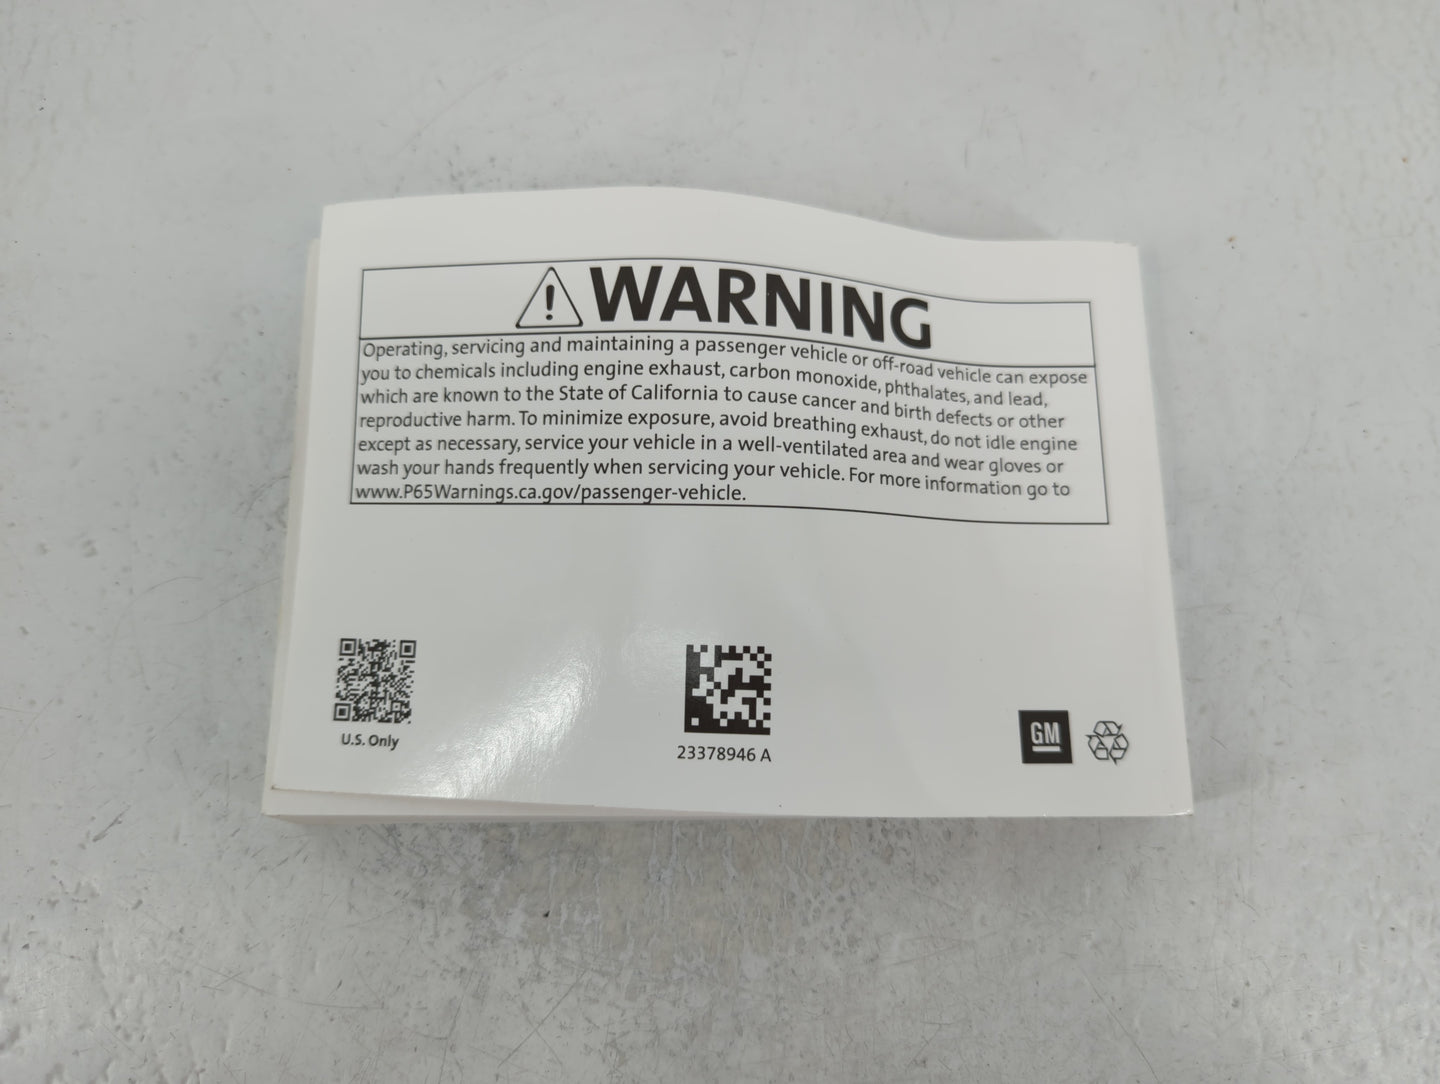 WARNING
Operating, servicing and maintaining a passenger vehicle or off-road vehicle can expose
you to chemicals including engine exhaust, carbon monoxide, phthalates, and lead,
which are known to the State of California to cause cancer and birth defects or other
reproductive harm. To minimize exposure, avoid breathing exhaust, do not idle engine
except as necessary, service your vehicle in a well-ventilated area and wear gloves or
wash your hands frequently when servicing your vehicle. For more information go to
www.P65Warnings.ca.gov/passenger-vehicle.
U.S. Only
23378946 A
GM